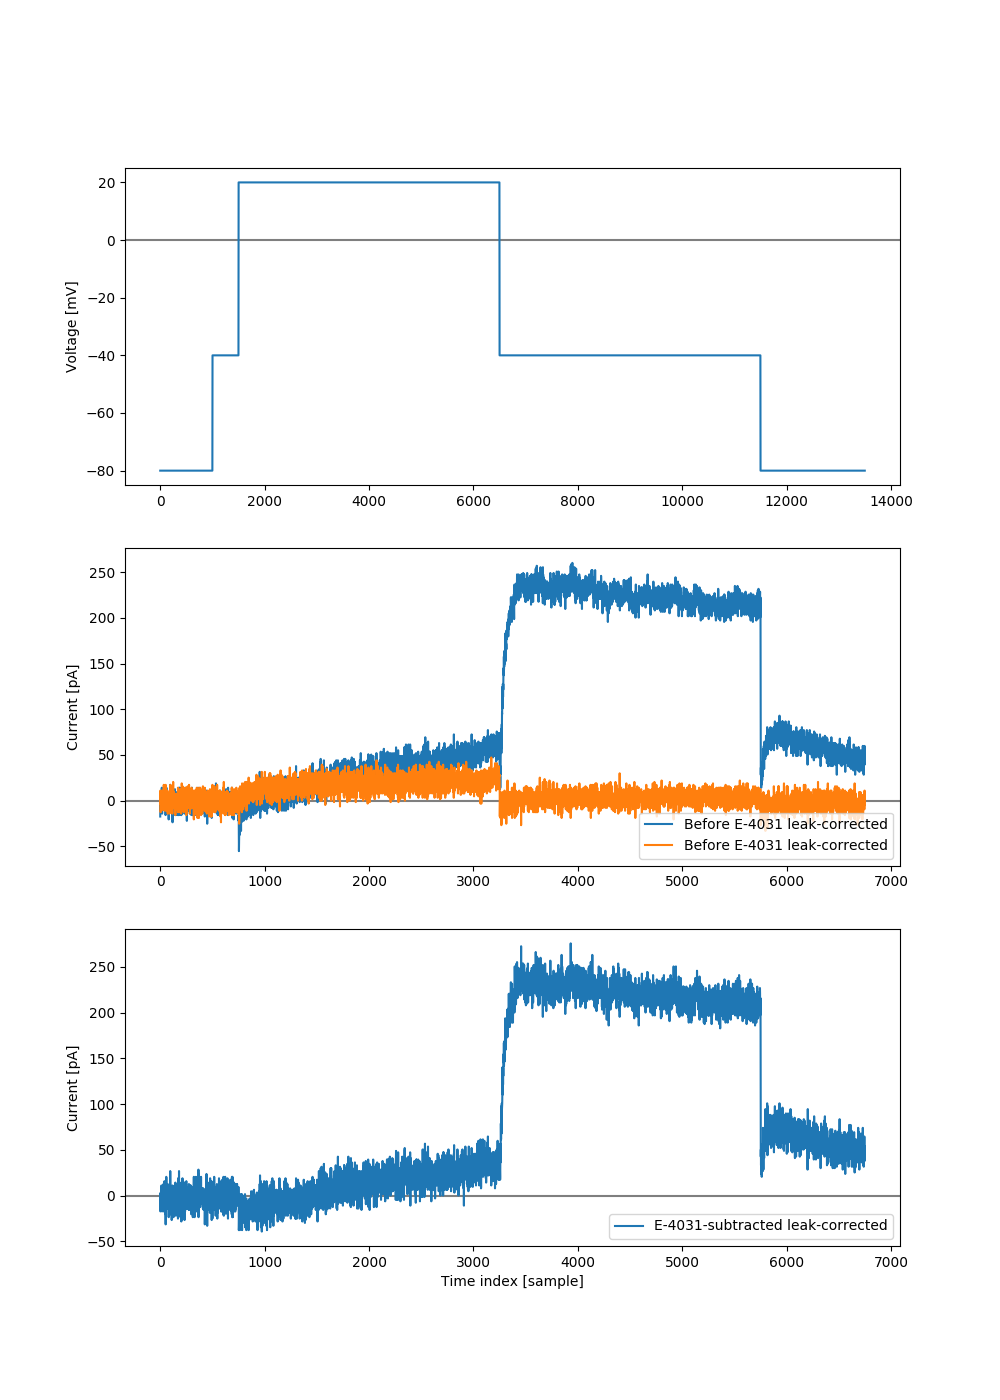 20
0
−20
−40
−60
−80
Voltage [mV]
0 2000 4000 6000 8000 10000 12000 14000
250
200
150
100
50
0
−50
Current [pA]
Before E-4031 leak-corrected
Before E-4031 leak-corrected
0 1000 2000 3000 4000 5000 6000 7000
250
200
150
100
50
0
−50
Current [pA]
E-4031-subtracted leak-corrected
0 1000 2000 3000 4000 5000 6000 7000
Time index [sample]